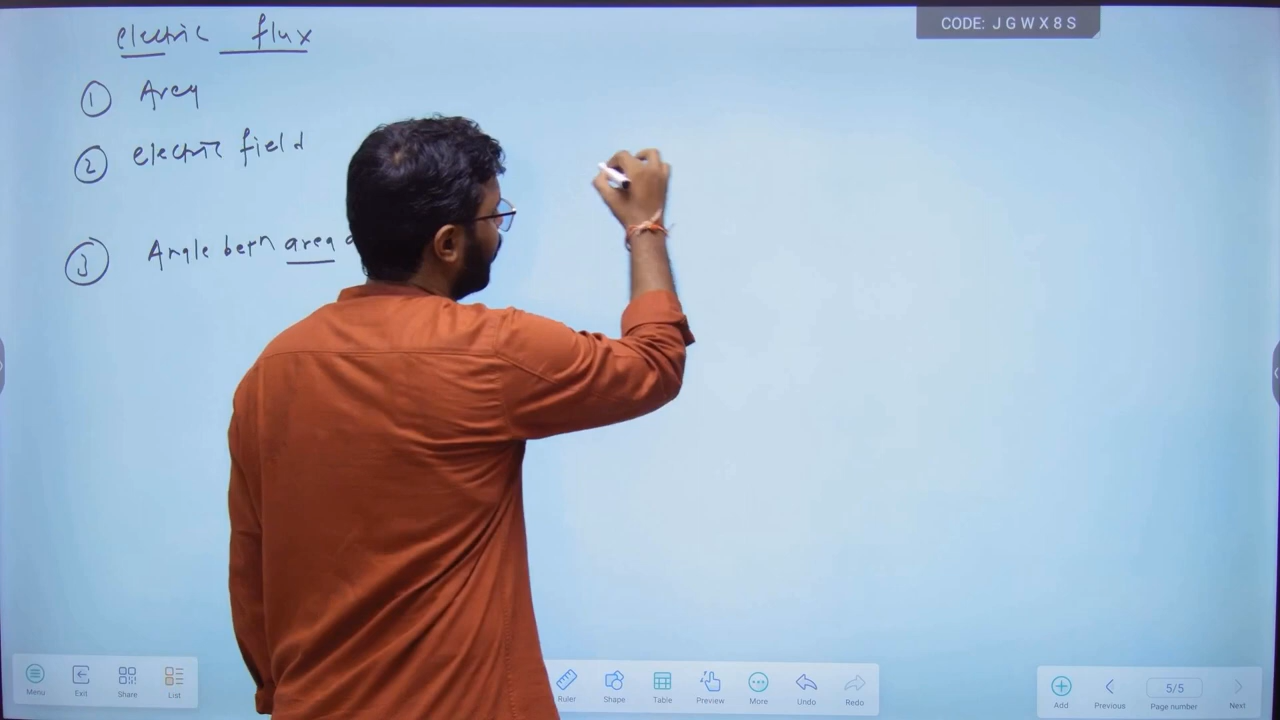 electric flux
CODE: J G W X 8 S
① Area
② electric field
③ Angle betn area
Menu
Exit
Share
List
Ruler
Shape
Table
Preview
More
Undo
Redo
Add
Previous
5/5
Page number
Next